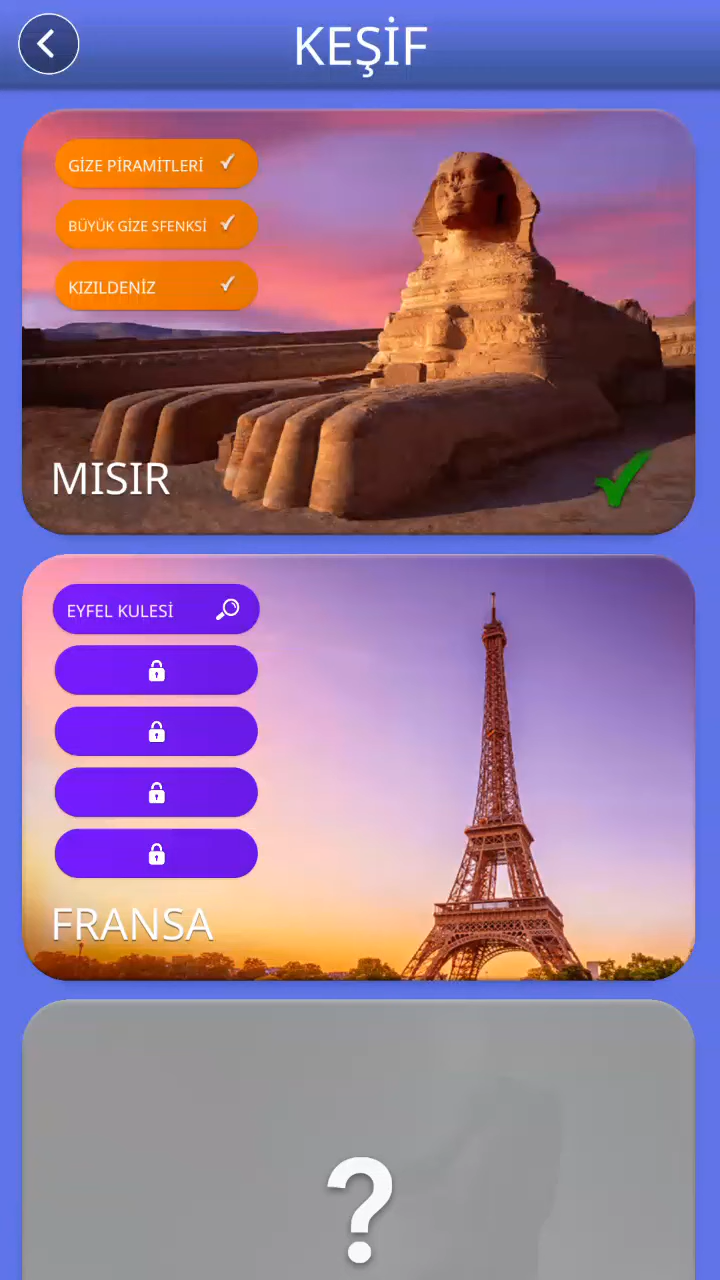 KEŞİF
GİZE PİRAMİTLERİ
BÜYÜK GİZE SFENKSİ
KIZILDENİZ
MISIR
EYFEL KULESİ
FRANSA
?